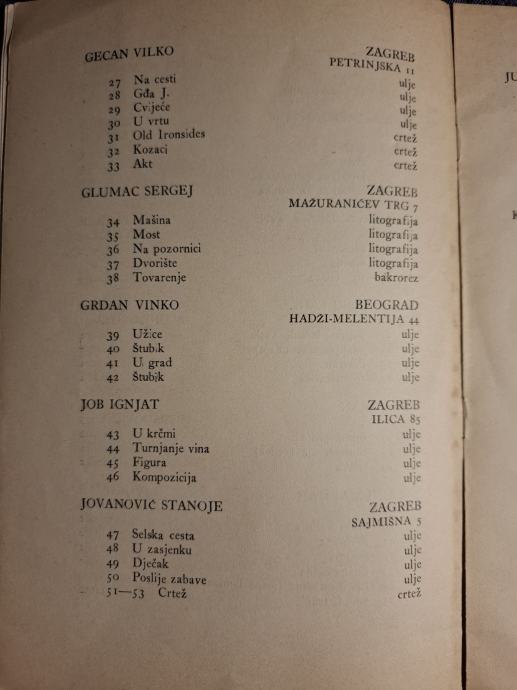 GECAN VILKO ZAGREB
PETRINJSKA 11
27 Na cesti ulje
28 Gđa J. ulje
29 Cvijeće ulje
30 U vrtu ulje
31 Old Ironsides crtež
32 Kozaci crtež
33 Akt crtež
GLUMAC SERGEJ ZAGREB
MAŽURANIĆEV TRG 7
34 Mašina litografija
35 Most litografija
36 Na pozornici litografija
37 Dvorište litografija
38 Tovarenje bakrorez
GRDAN VINKO BEOGRAD
HADŽI-MELENTIJA 44
39 Užice ulje
40 Štubik ulje
41 U grad ulje
42 Štubik ulje
JOB IGNJAT ZAGREB
ILICA 85
43 U krčmi ulje
44 Turnjanje vina ulje
45 Figura ulje
46 Kompozicija ulje
JOVANOVIĆ STANOJE ZAGREB
SAJMIŠNA 5
47 Selska cesta ulje
48 U zasjenku ulje
49 Dječak ulje
50 Poslije zabave ulje
51—53 Crtež crtež
JU
K